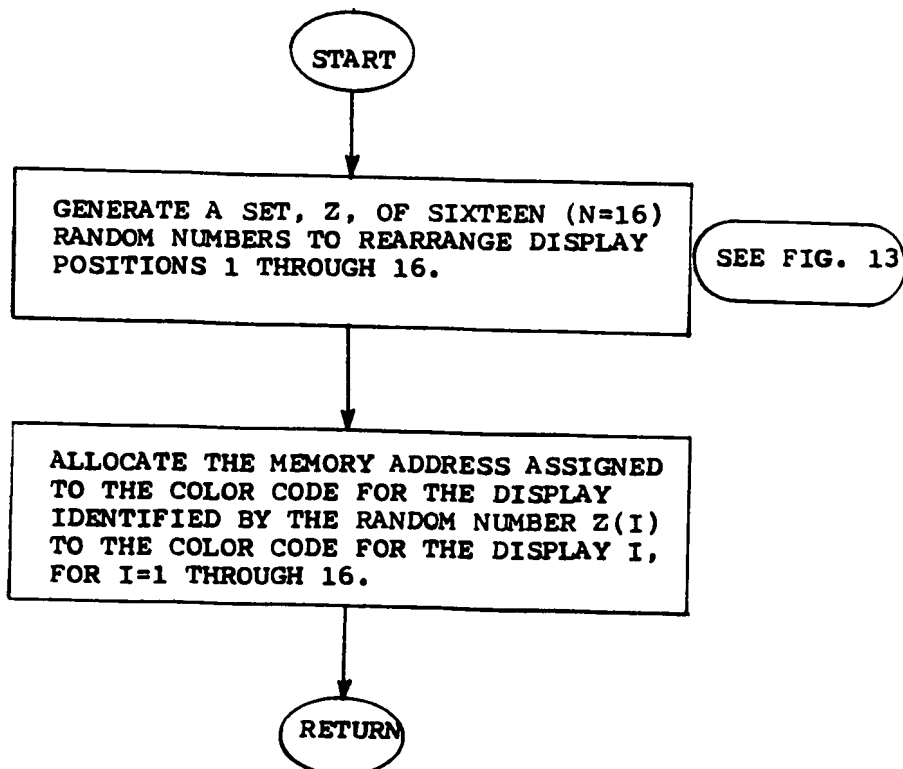 START
GENERATE A SET, Z, OF SIXTEEN (N=16)
RANDOM NUMBERS TO REARRANGE DISPLAY
POSITIONS 1 THROUGH 16.
SEE FIG. 13
ALLOCATE THE MEMORY ADDRESS ASSIGNED
TO THE COLOR CODE FOR THE DISPLAY
IDENTIFIED BY THE RANDOM NUMBER Z(I)
TO THE COLOR CODE FOR THE DISPLAY I,
FOR I=1 THROUGH 16.
RETURN